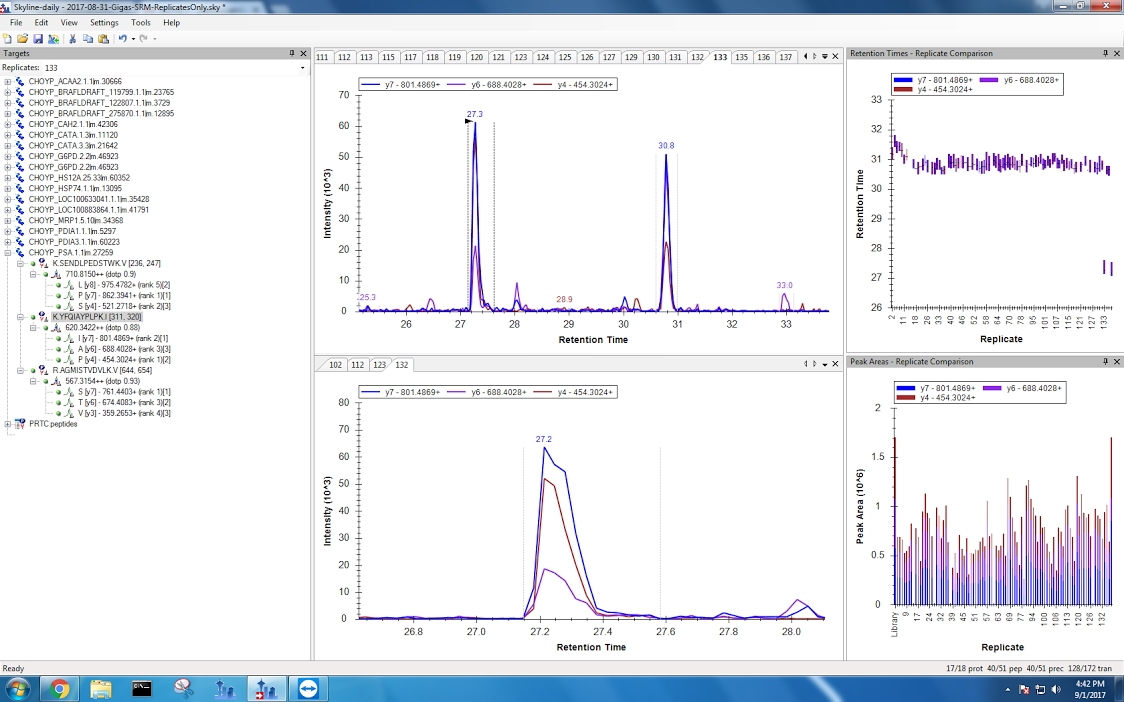 Skyline-daily - 2017-08-31-Gigas-SRM-ReplicatesOnly.sky *
File Edit View Settings Tools Help
Targets
Replicates: 133
CHOYP_ACAA2.1.1|m.30666
CHOYP_BRAFLDRAFT_119799.1.1|m.23765
CHOYP_BRAFLDRAFT_122807.1.1|m.3729
CHOYP_BRAFLDRAFT_275870.1.1|m.12895
CHOYP_CAH2.1.1|m.42306
CHOYP_CATA.1.3|m.11120
CHOYP_CATA.3.3|m.21642
CHOYP_G6PD.2.2|m.46923
CHOYP_G6PD.2.2|m.46923
CHOYP_HS12A.25.33|m.60352
CHOYP_HSP74.1.1|m.13095
CHOYP_LOC100633041.1.1|m.35428
CHOYP_LOC100883864.1.1|m.41791
CHOYP_MRP1.5.10|m.34368
CHOYP_PDIA1.1.1|m.5297
CHOYP_PDIA3.1.1|m.60223
CHOYP_PSA.1.1|m.27259
K.SENDLPEDSTWK.V [236, 247]
710.8150++ (dotp 0.9)
L [y8] - 975.4782+ (rank 5)[2]
P [y7] - 862.3941+ (rank 1)[1]
S [y4] - 521.2718+ (rank 2)[3]
K.YFQIAYPLPK.I [311, 320]
620.3422++ (dotp 0.88)
I [y7] - 801.4869+ (rank 2)[1]
A [y6] - 688.4028+ (rank 3)[3]
P [y4] - 454.3024+ (rank 1)[2]
R.AGMISTVDVLK.V [644, 654]
567.3154++ (dotp 0.93)
S [y7] - 761.4403+ (rank 1)[1]
T [y6] - 674.4083+ (rank 3)[2]
V [y3] - 359.2653+ (rank 4)[3]
PRTC peptides
111 112 113 115 116 117 118 119 120 121 123 125 126 127 129 130 131 132 133 135 136 137
y7 - 801.4869+ y6 - 688.4028+ y4 - 454.3024+
70
60
50
40
30
20
10
0
Intensity (10^3)
27.3
30.8
25.3
28.9
33.0
26 27 28 29 30 31 32 33
Retention Time
102 112 123 132
y7 - 801.4869+ y6 - 688.4028+ y4 - 454.3024+
80
70
60
50
40
30
20
10
0
Intensity (10^3)
27.2
26.8 27.0 27.2 27.4 27.6 27.8 28.0
Retention Time
Retention Times - Replicate Comparison
y7 - 801.4869+ y6 - 688.4028+
y4 - 454.3024+
33
32
31
30
29
28
27
26
Retention Time
2 11 18 26 33 40 46 52 58 64 70 78 86 95 101 107 115 121 127 133
Replicate
Peak Areas - Replicate Comparison
y7 - 801.4869+ y6 - 688.4028+
y4 - 454.3024+
2
1.5
1
0.5
0
Peak Area (10^6)
Library 9 17 24 32 39 45 51 57 63 69 77 84 94 100 106 113 120 126 132
Replicate
Ready
17/18 prot 40/51 pep 40/51 prec 128/172 tran
4:42 PM
9/1/2017